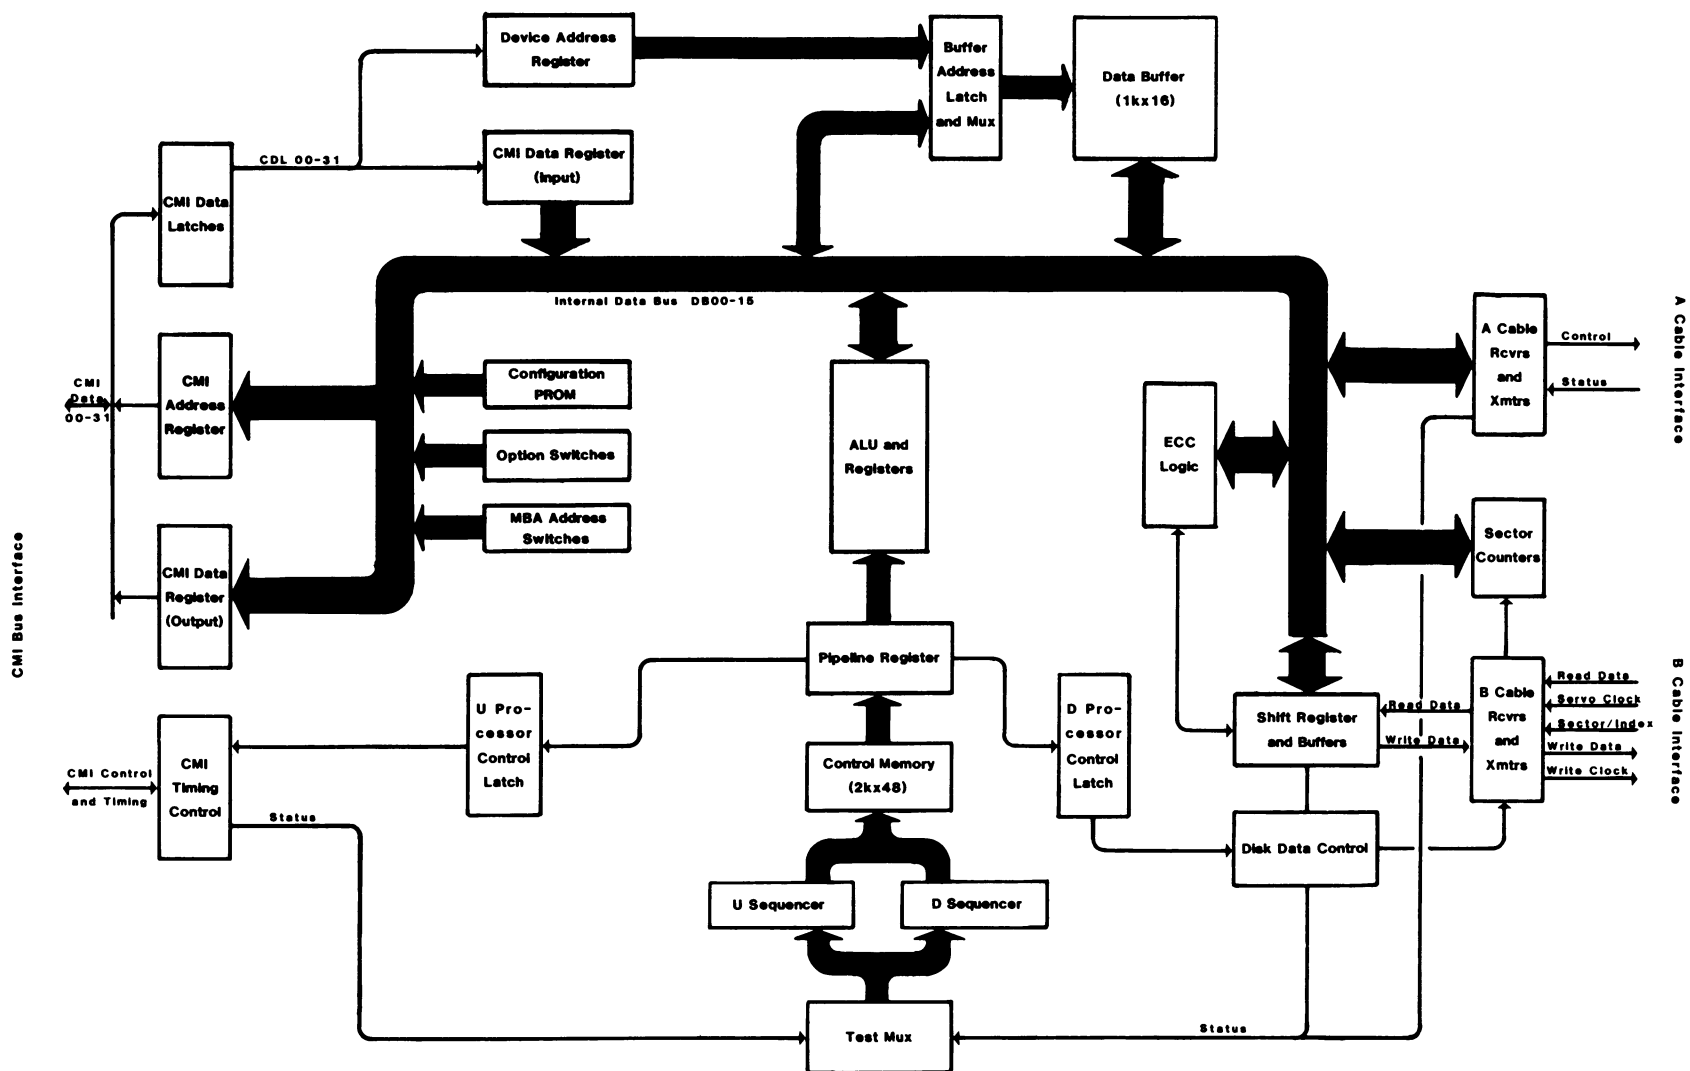 Device Address
Register
Buffer
Address
Latch
and Mux
Data Buffer
(1kx16)
CMI Data Register
(Input)
CDL 00-31
CMI Data
Latches
Internal Data Bus DB00-15
CMI
Data
00-31
CMI
Address
Register
Configuration
PROM
Option Switches
MBA Address
Switches
CMI Data
Register
(Output)
ALU and
Registers
ECC
Logic
A Cable
Rcvrs
and
Xmtrs
Control
Status
A Cable Interface
Sector
Counters
CMI Bus Interface
Pipeline Register
U Pro-
cessor
Control
Latch
D Pro-
cessor
Control
Latch
Shift Register
and Buffers
Read Data
Write Data
B Cable
Rcvrs
and
Xmtrs
Read Data
Servo Clock
Sector/Index
Write Data
Write Clock
B Cable Interface
CMI
Timing
Control
CMI Control
and Timing
Status
Control Memory
(2kx48)
Disk Data Control
U Sequencer
D Sequencer
Test Mux
Status